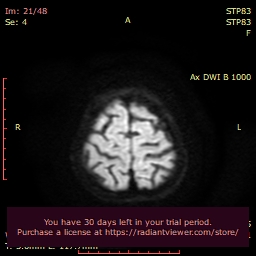 Im: 21/48
Se: 4
A
STP83
STP83
F
Ax DWI B 1000
R
L
You have 30 days left in your trial period.
Purchase a license at https://radiantviewer.com/store/